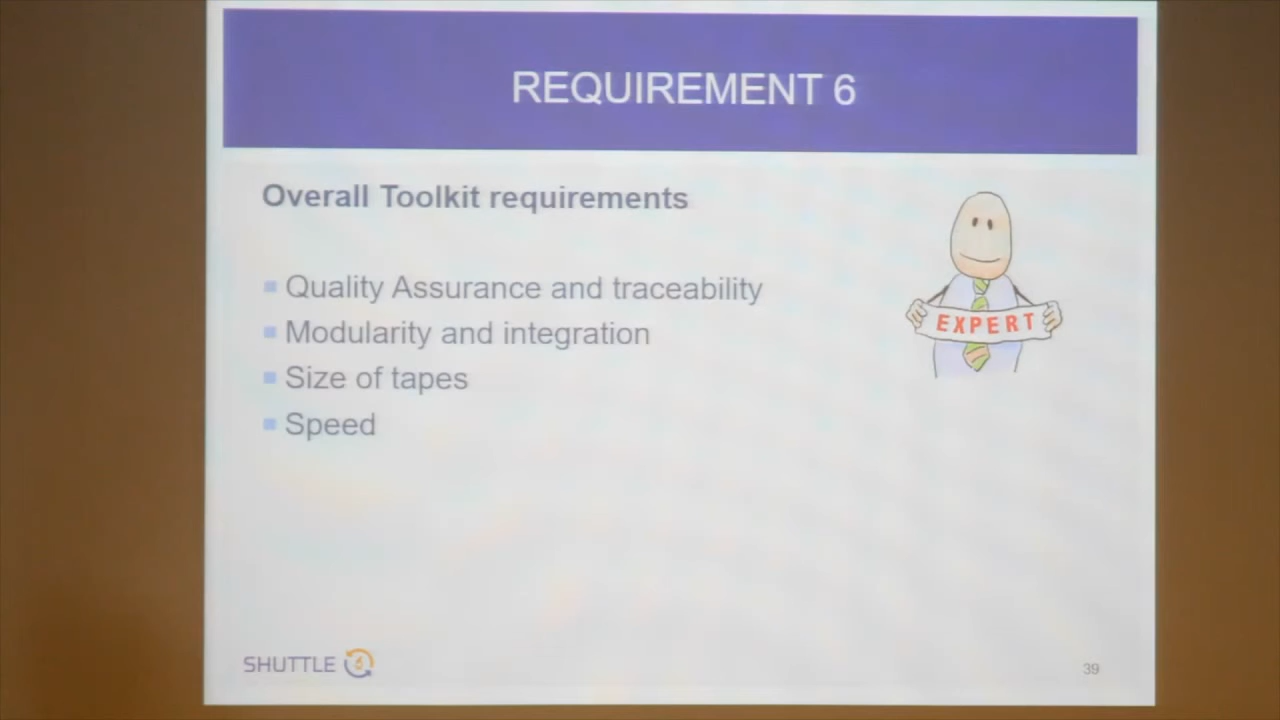 REQUIREMENT 6
Overall Toolkit requirements
Quality Assurance and traceability
Modularity and integration
Size of tapes
Speed
EXPERT
SHUTTLE
39